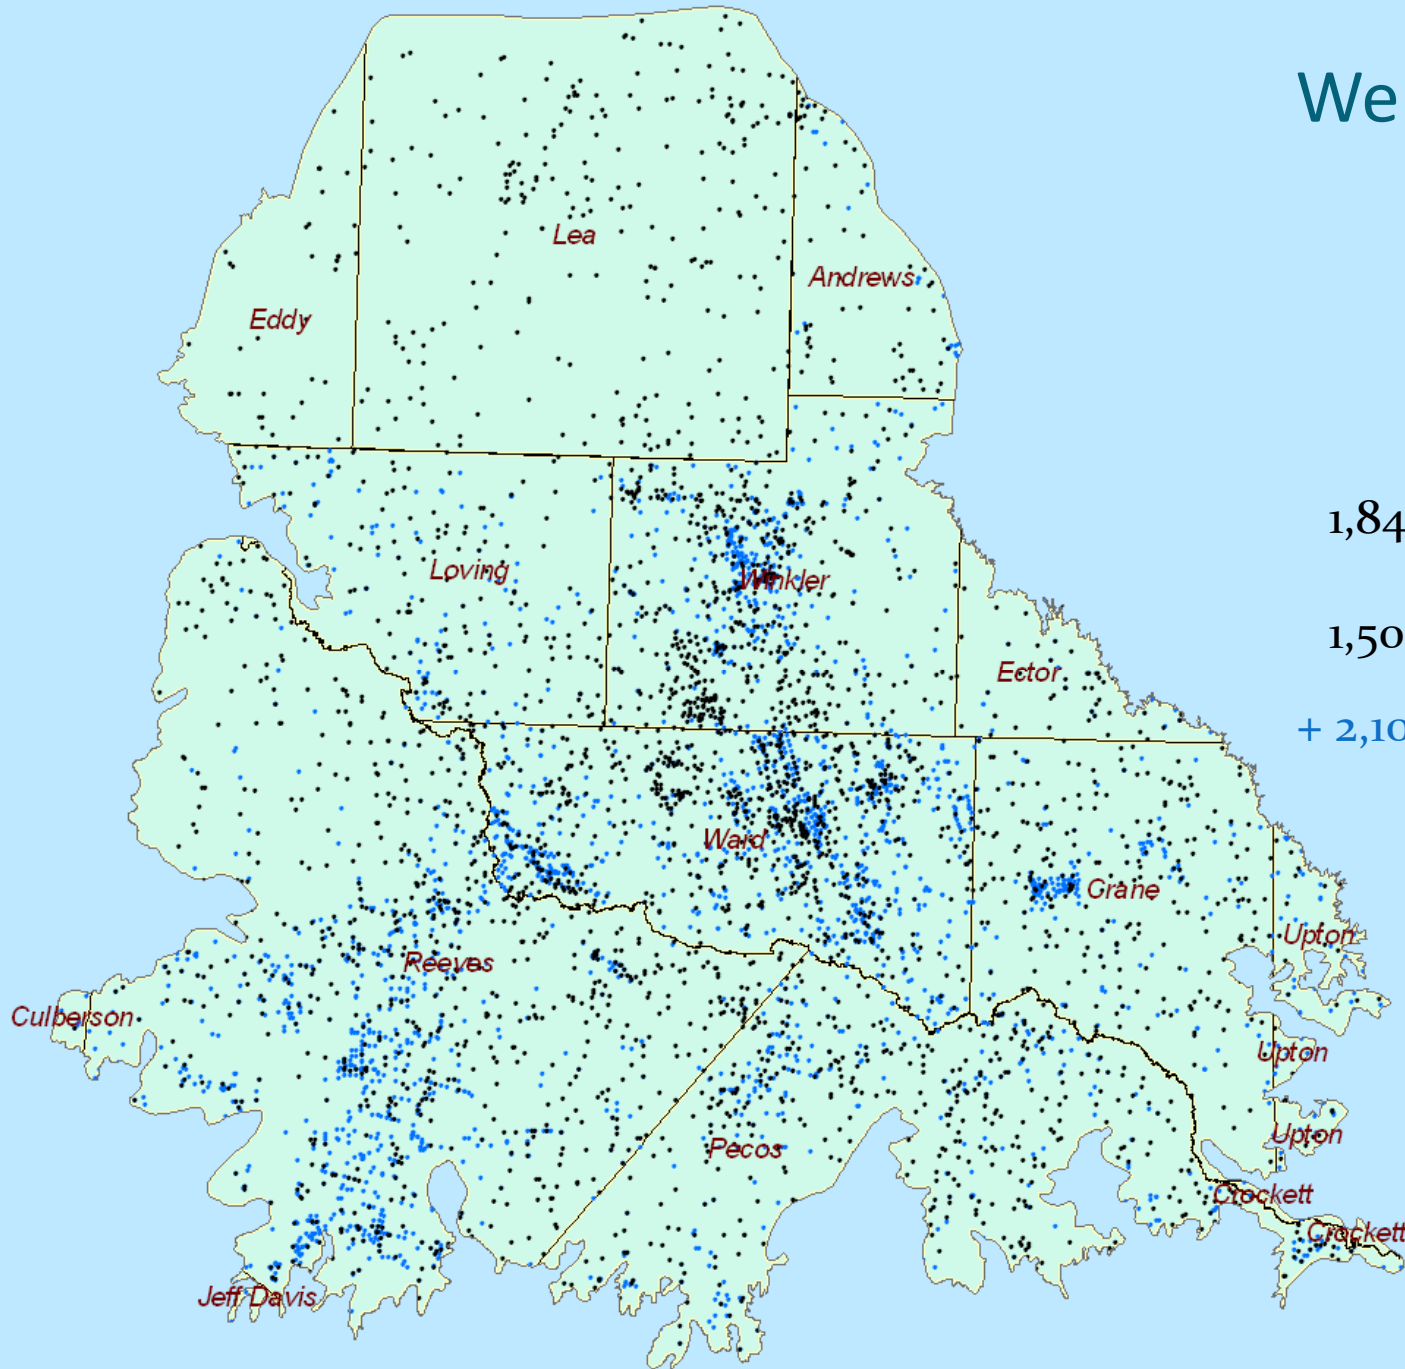 We
Lea
Andrews
Eddy
1,84
Loving
Winkler
1,50
Ector
+ 2,10
Ward
Crane
Upton
Reeves
Culberson
Upton
Upton
Pecos
Crockett
Crockett
Jeff Davis